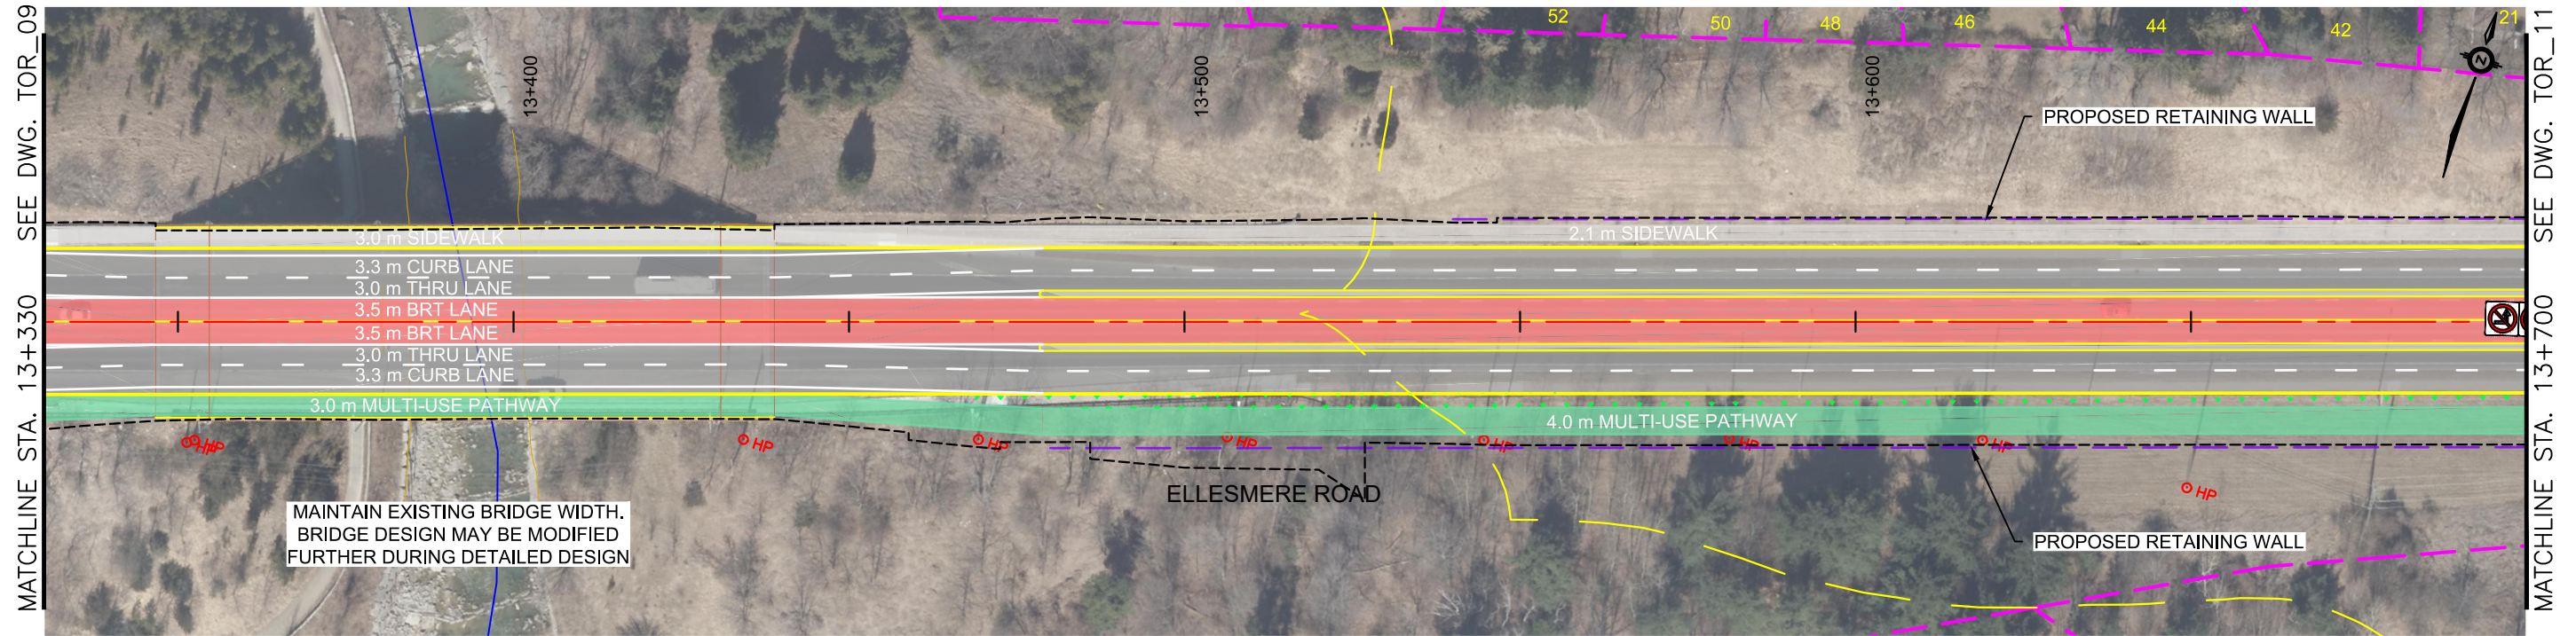 MATCHLINE STA. 13+330 SEE DWG. TOR_09
13+400
13+500
13+600
52
50
48
46
44
42
21
N
PROPOSED RETAINING WALL
3.0 m SIDEWALK
2.1 m SIDEWALK
3.3 m CURB LANE
3.0 m THRU LANE
3.5 m BRT LANE
3.5 m BRT LANE
3.0 m THRU LANE
3.3 m CURB LANE
3.0 m MULTI-USE PATHWAY
4.0 m MULTI-USE PATHWAY
HP
HP
HP
HP
HP
HP
HP
HP
HP
ELLESMERE ROAD
MAINTAIN EXISTING BRIDGE WIDTH.
BRIDGE DESIGN MAY BE MODIFIED
FURTHER DURING DETAILED DESIGN
PROPOSED RETAINING WALL
MATCHLINE STA. 13+700 SEE DWG. TOR_11